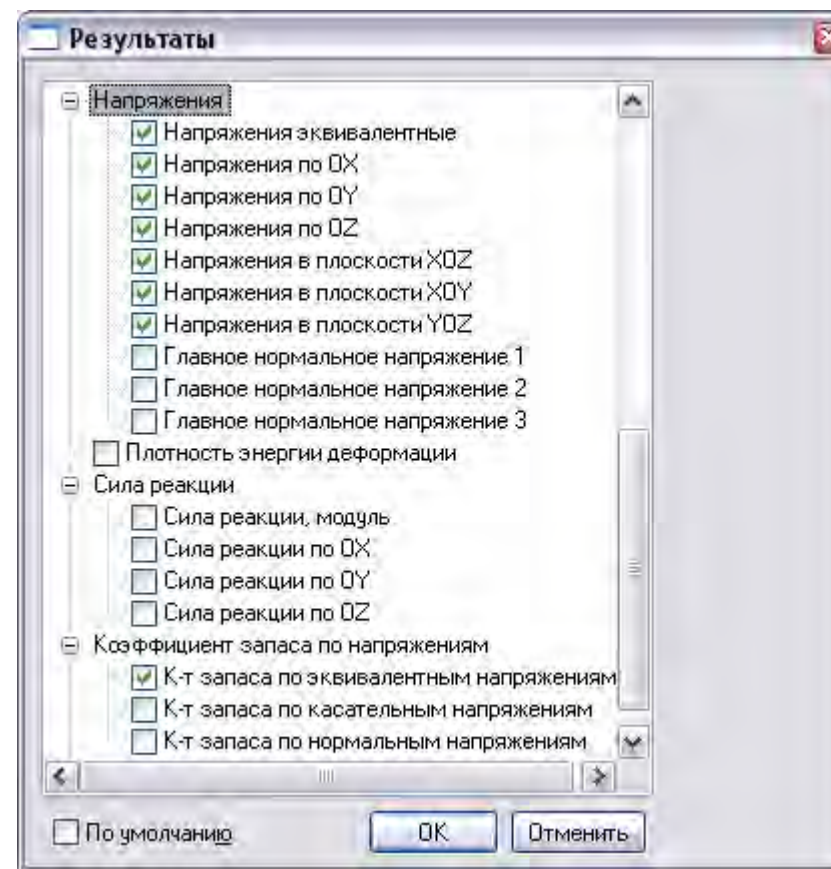 Результаты
Напряжения
Напряжения эквивалентные
Напряжения по OX
Напряжения по OY
Напряжения по OZ
Напряжения в плоскости XOZ
Напряжения в плоскости XOY
Напряжения в плоскости YOZ
Главное нормальное напряжение 1
Главное нормальное напряжение 2
Главное нормальное напряжение 3
Плотность энергии деформации
Сила реакции
Сила реакции, модуль
Сила реакции по OX
Сила реакции по OY
Сила реакции по OZ
Коэффициент запаса по напряжениям
К-т запаса по эквивалентным напряжениям
К-т запаса по касательным напряжениям
К-т запаса по нормальным напряжениям
По умолчанию
OK
Отменить